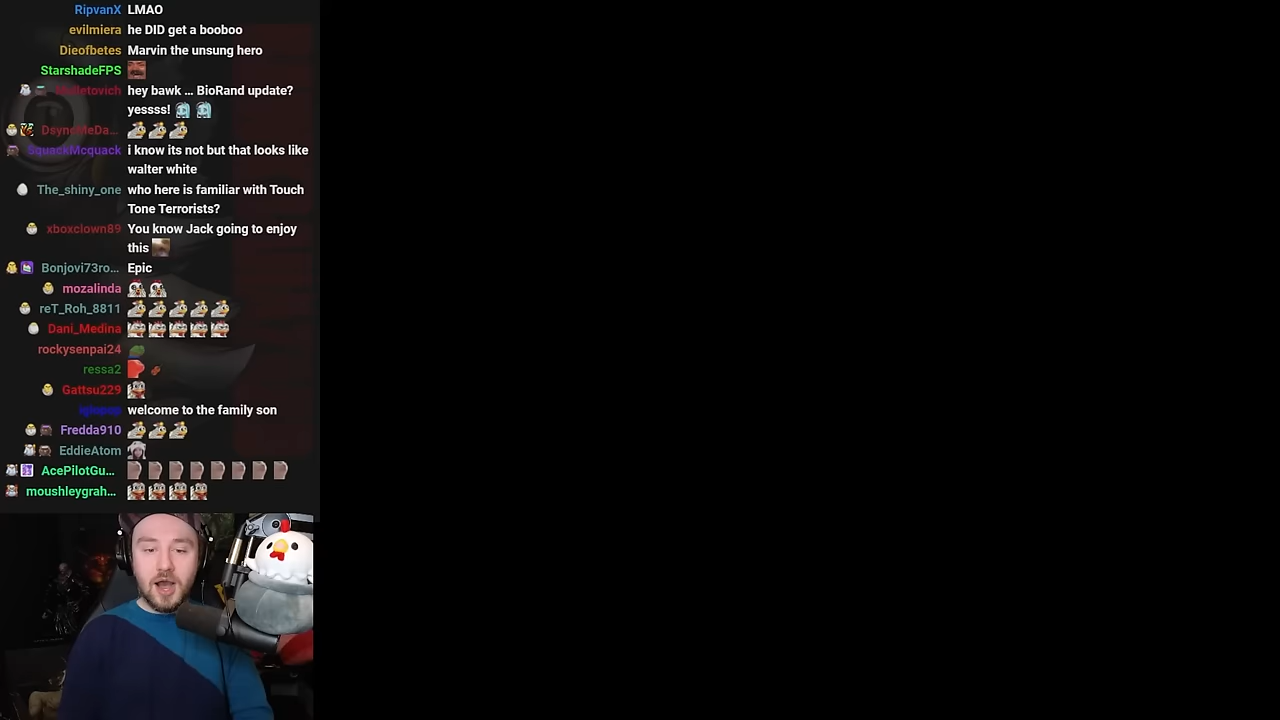 RipvanX LMAO
evilmiera he DID get a booboo
Dieofbetes Marvin the unsung hero
StarshadeFPS
hey bawk ... BioRand update?
yessss!
DsyncMeDa...
SquackMcquack i know its not but that looks like
walter white
The_shiny_one who here is familiar with Touch
Tone Terrorists?
xboxclown89 You know Jack going to enjoy
this
Bonjovi73ro... Epic
mozalinda
reT_Roh_8811
Dani_Medina
rockysenpai24
ressa2
Gattsu229
welcome to the family son
Fredda910
EddieAtom
AcePilotGu...
moushleygrah...